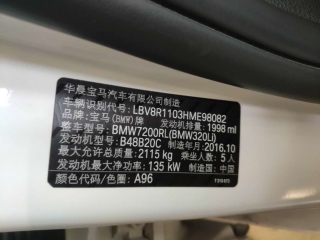 华晨宝马汽车有限公司制造
车辆识别代号: LBV8R1103HME98082
品牌: 宝马(BMW)牌 发动机排量: 1998 ml
整车型号: BMW7200RL(BMW320Li)
发动机型号: B48B20C 制造年月: 2016.10
最大允许总质量: 2115 kg 乘坐人数: 5 人
发动机最大净功率: 135 kW 制造国: 中国
颜色代码/色圈: A96